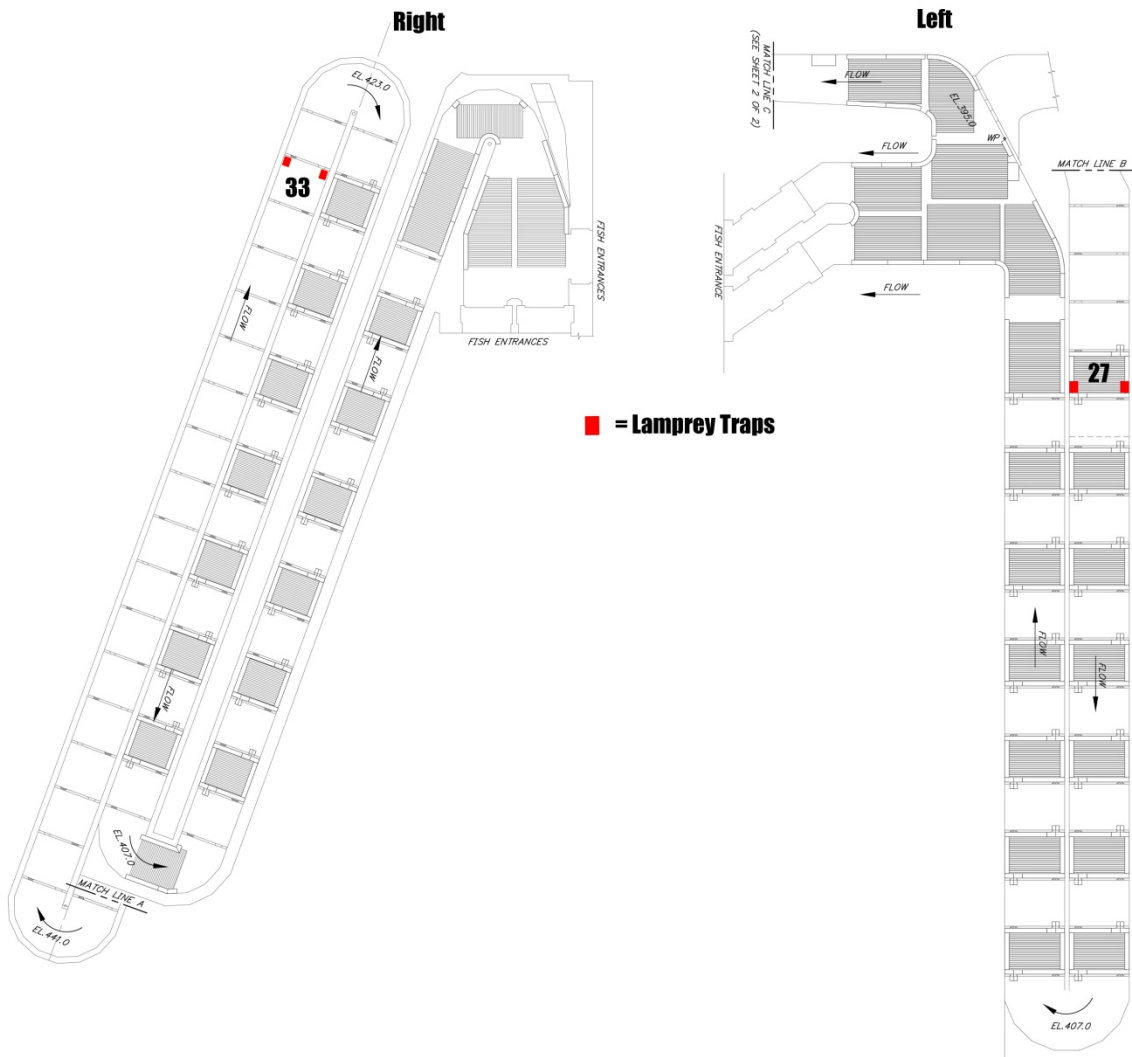 Right
EL.423.0
33
FLOW
FLOW
FLOW
EL.407.0
MATCH LINE A
EL.441.0
FISH ENTRANCES
FISH ENTRANCES
= Lamprey Traps
Left
MATCH LINE C
(SEE SHEET 2 OF 2)
FLOW
EL.395.0
WP
FLOW
MATCH LINE B
FISH ENTRANCE
FLOW
27
FLOW
FLOW
EL.407.0